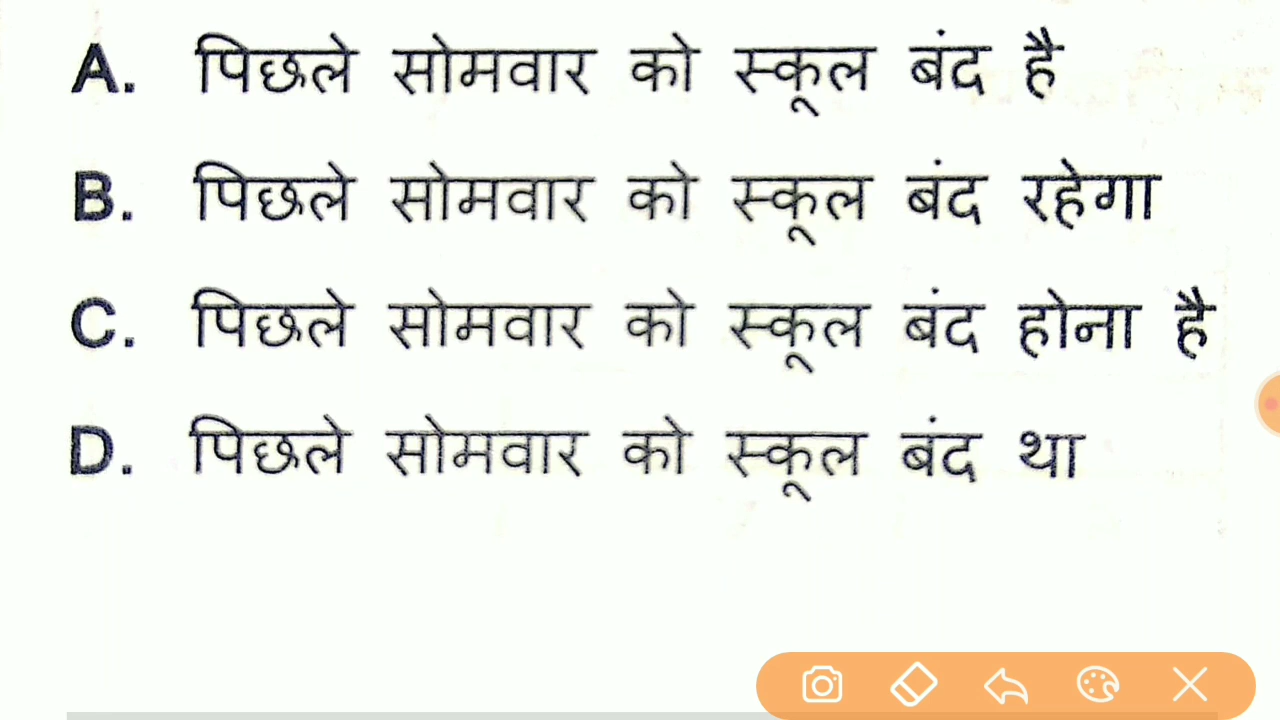 A. पिछले सोमवार को स्कूल बंद है
B. पिछले सोमवार को स्कूल बंद रहेगा
C. पिछले सोमवार को स्कूल बंद होना है
D. पिछले सोमवार को स्कूल बंद था